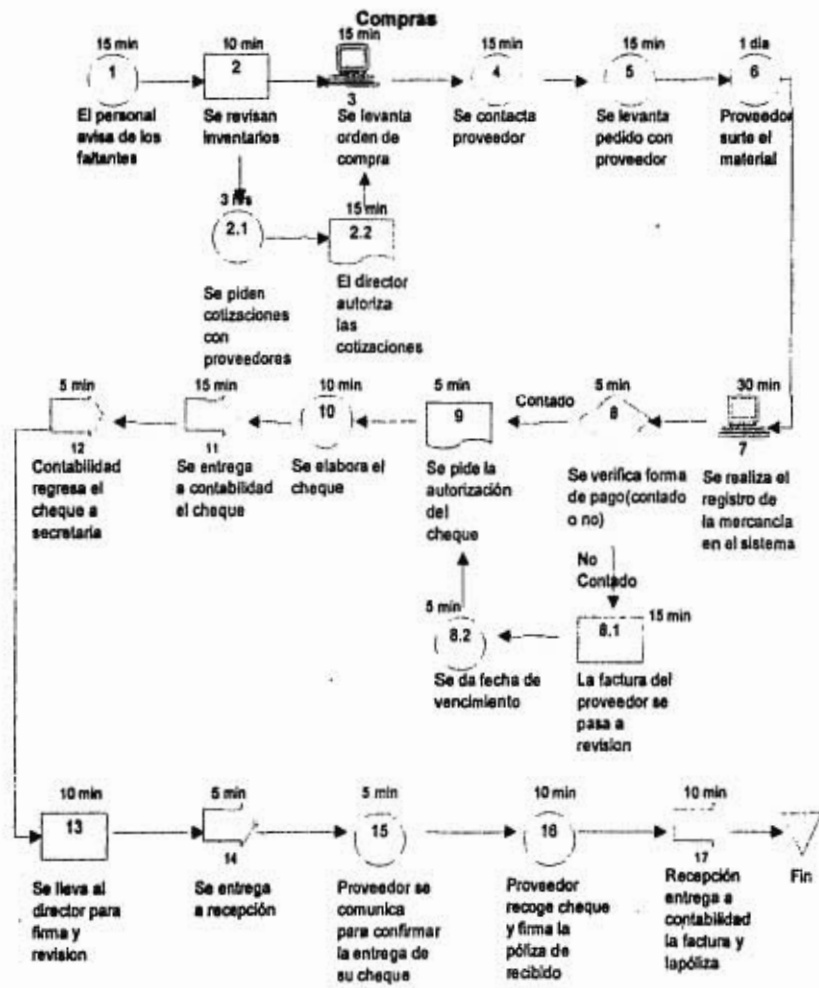 Compras
15 min
10 min
15 min
15 min
15 min
1 dia
1
2
3
4
5
6
El personal
avisa de los
faltantes
Se revisan
inventarios
Se levanta
orden de
compra
Se contacta
proveedor
Se levanta
pedido con
proveedor
Proveedor
surte el
material
3 hrs
2.1
15 min
2.2
Se piden
cotizaciones
con
proveedores
El director
autoriza
las
cotizaciones
5 min
15 min
10 min
5 min
Contado
5 min
30 min
12
11
10
9
8
7
Contabilidad
regresa el
cheque a
secretaria
Se entrega
a contabilidad
el cheque
Se elabora el
cheque
Se pide la
autorización
del
cheque
Se verifica forma
de pago(contado
o no)
Se realiza el
registro de
la mercancia
en el sistema
No
Contado
5 min
8.2
15 min
8.1
Se da fecha de
vencimiento
La factura del
proveedor se
pasa a
revision
10 min
5 min
5 min
10 min
10 min
13
14
15
16
17
Se lleva al
director para
firma y
revision
Se entrega
a recepción
Proveedor se
comunica
para confirmar
la entrega de
su cheque
Proveedor
recoge cheque
y firma la
póliza de
recibido
Recepción
entrega a
contabilidad
la factura y
lapóliza
Fin